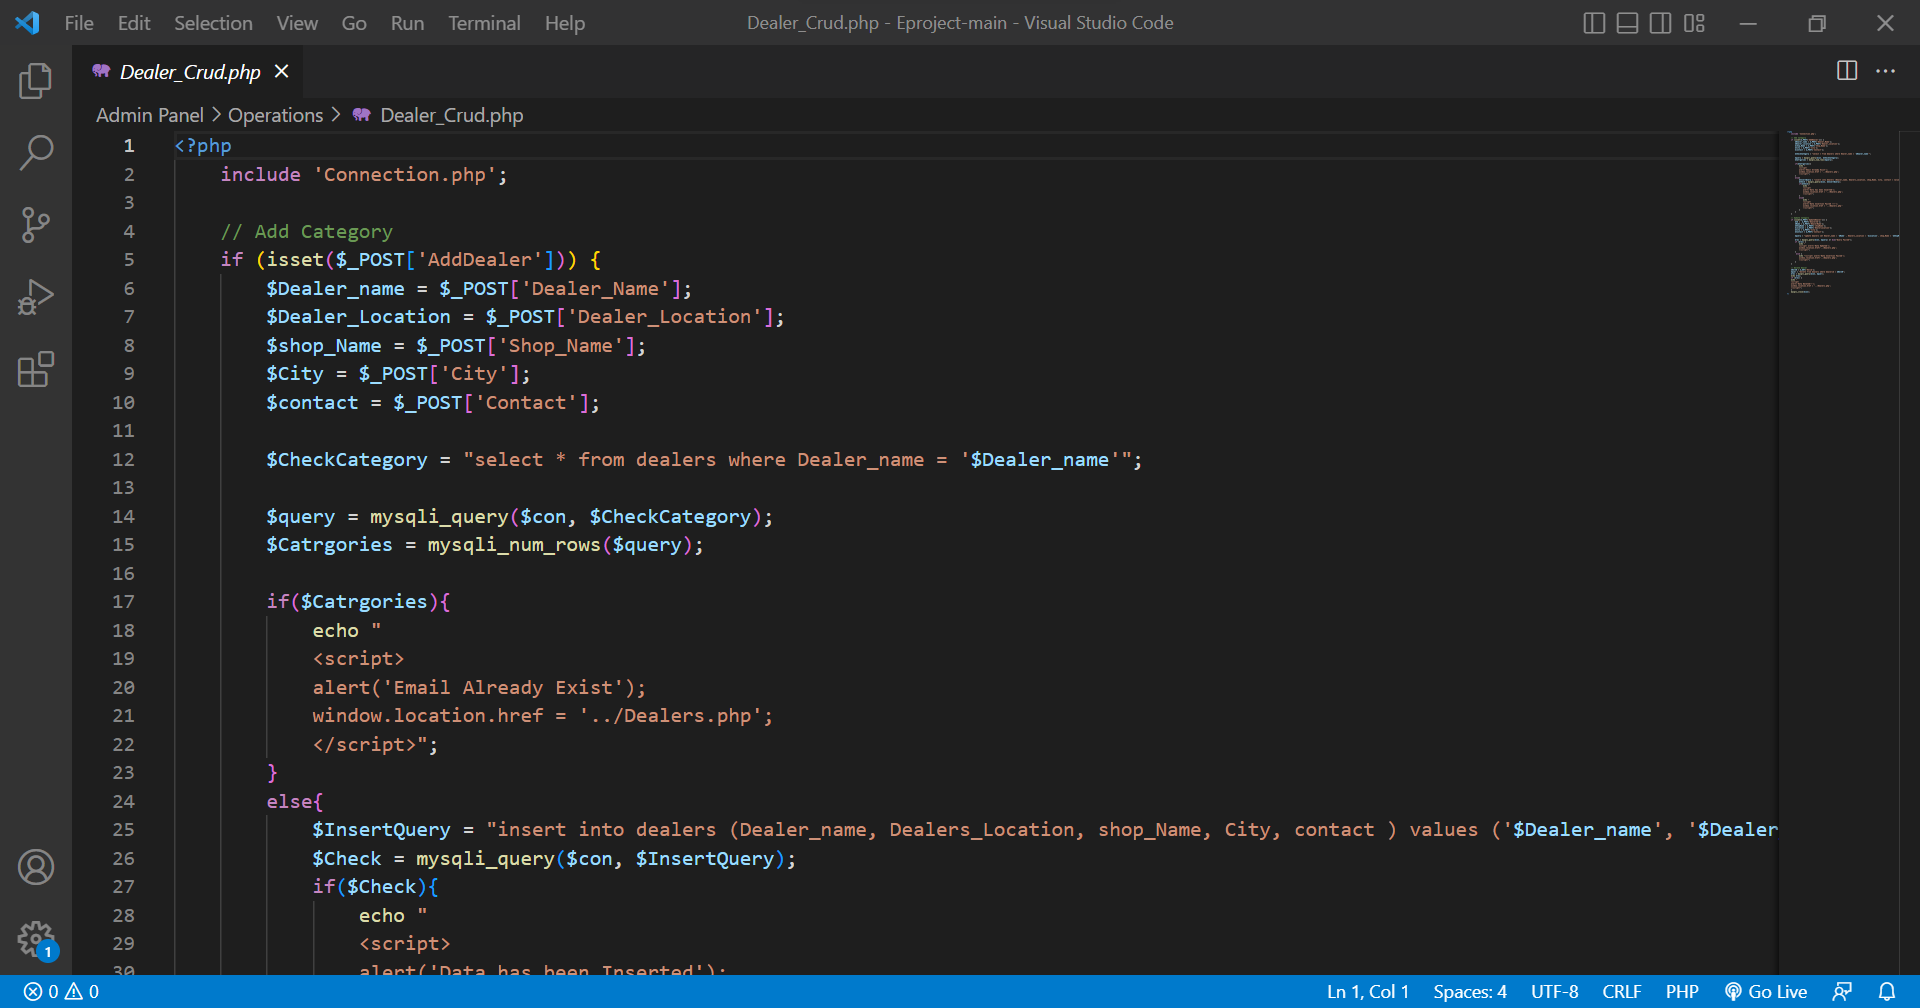 File Edit Selection View Go Run Terminal Help Dealer_Crud.php - Eproject-main - Visual Studio Code
Dealer_Crud.php
Admin Panel > Operations > Dealer_Crud.php
1 <?php
2 include 'Connection.php';
3
4 // Add Category
5 if (isset($_POST['AddDealer'])) {
6 $Dealer_name = $_POST['Dealer_Name'];
7 $Dealer_Location = $_POST['Dealer_Location'];
8 $shop_Name = $_POST['Shop_Name'];
9 $City = $_POST['City'];
10 $contact = $_POST['Contact'];
11
12 $CheckCategory = "select * from dealers where Dealer_name = '$Dealer_name'";
13
14 $query = mysqli_query($con, $CheckCategory);
15 $Catrgories = mysqli_num_rows($query);
16
17 if($Catrgories){
18 echo "
19 <script>
20 alert('Email Already Exist');
21 window.location.href = '../Dealers.php';
22 </script>";
23 }
24 else{
25 $InsertQuery = "insert into dealers (Dealer_name, Dealers_Location, shop_Name, City, contact ) values ('$Dealer_name', '$Dealer
26 $Check = mysqli_query($con, $InsertQuery);
27 if($Check){
28 echo "
29 <script>
30 alert('Data has been Inserted');
1
0 0 Ln 1, Col 1 Spaces: 4 UTF-8 CRLF PHP Go Live